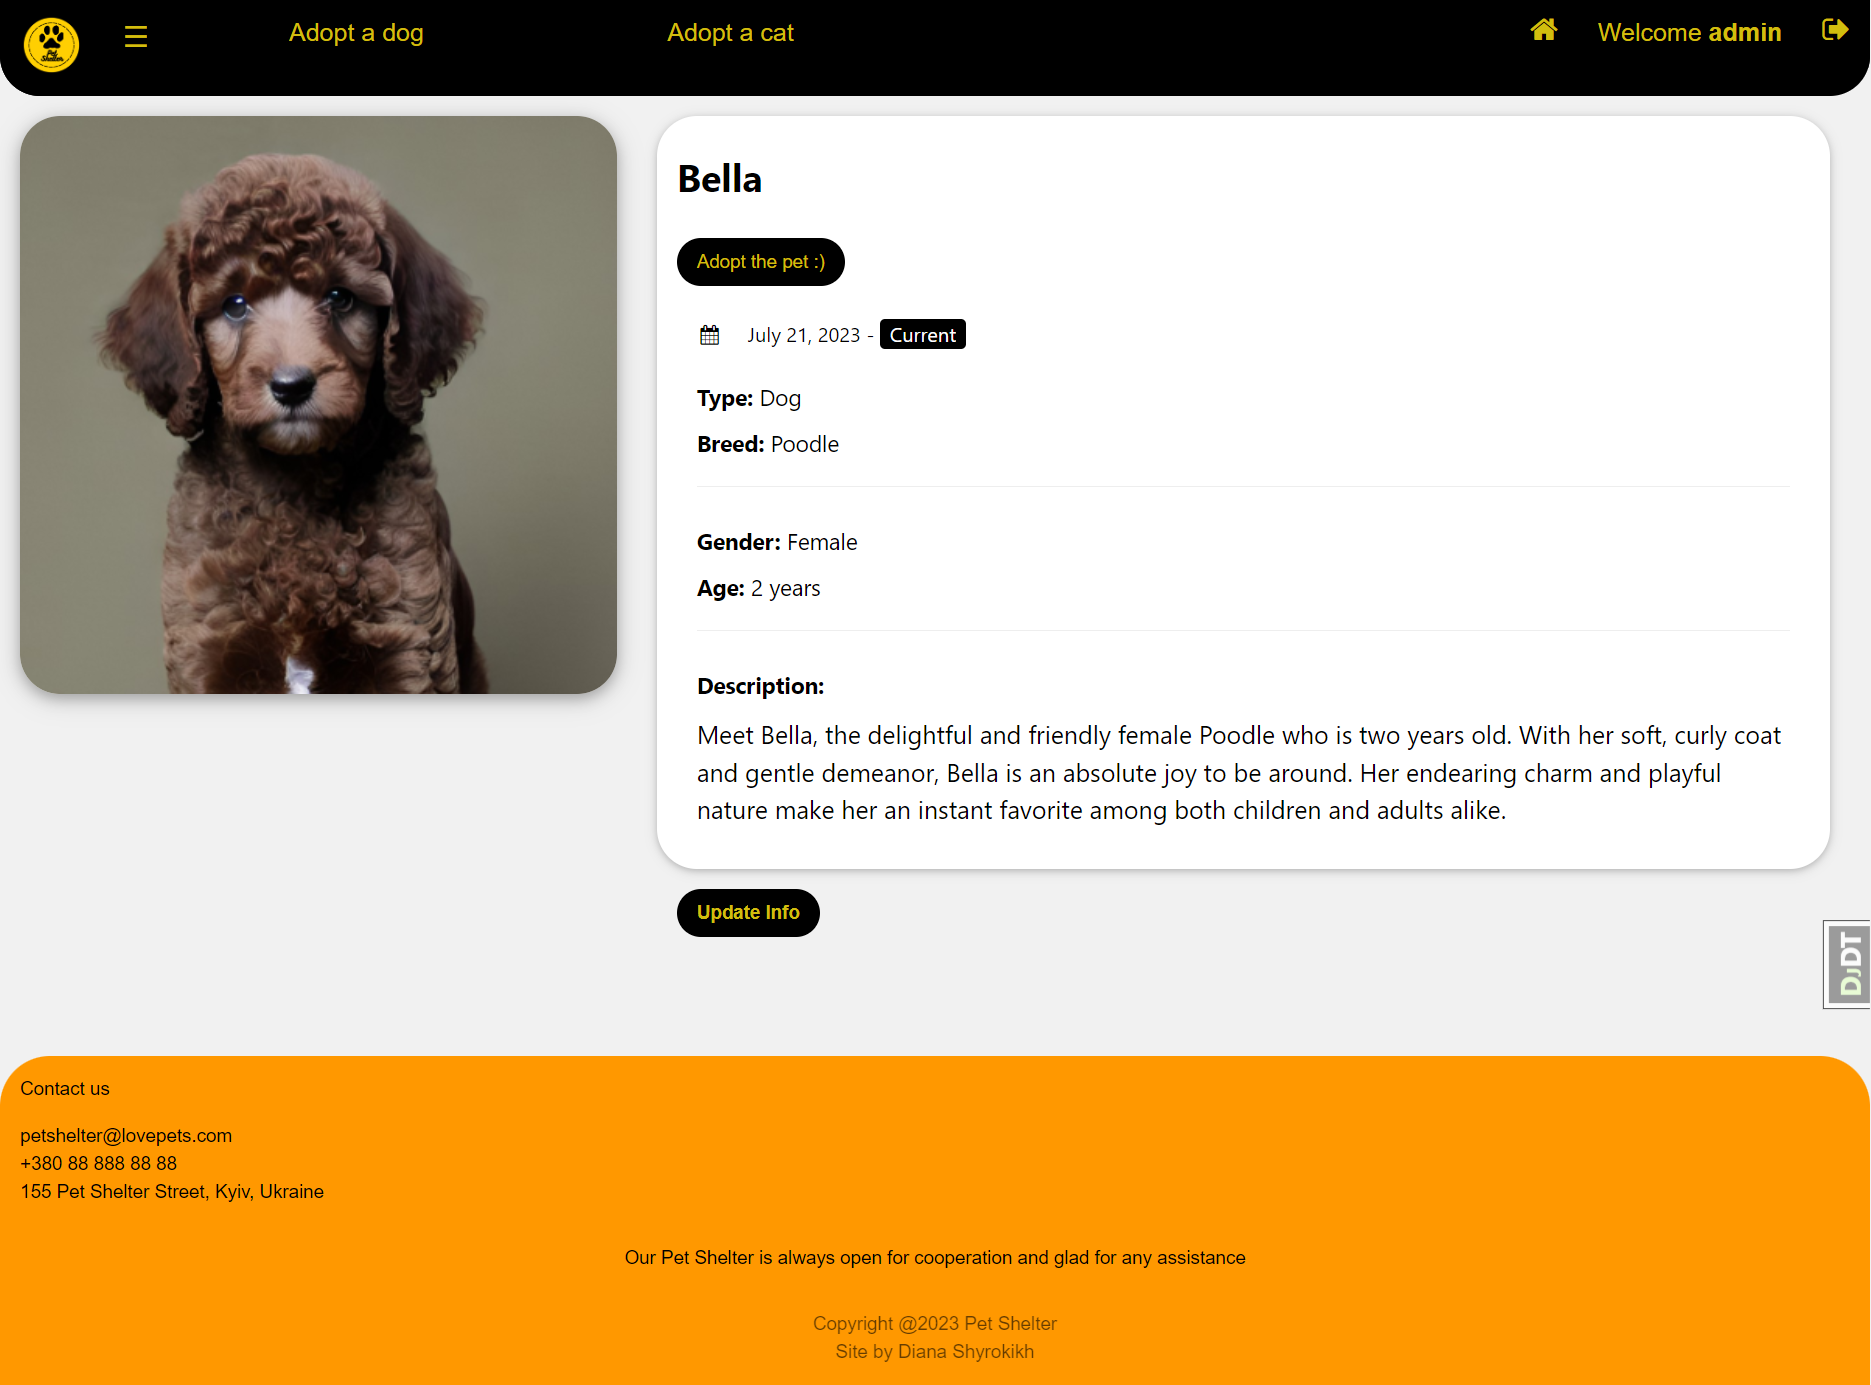 Pet
Shelter
Adopt a dog
Adopt a cat
Welcome admin
Bella
Adopt the pet :)
July 21, 2023 - Current
Type: Dog
Breed: Poodle
Gender: Female
Age: 2 years
Description:
Meet Bella, the delightful and friendly female Poodle who is two years old. With her soft, curly coat
and gentle demeanor, Bella is an absolute joy to be around. Her endearing charm and playful
nature make her an instant favorite among both children and adults alike.
Update Info
DJDT
Contact us
petshelter@lovepets.com
+380 88 888 88 88
155 Pet Shelter Street, Kyiv, Ukraine
Our Pet Shelter is always open for cooperation and glad for any assistance
Copyright @2023 Pet Shelter
Site by Diana Shyrokikh